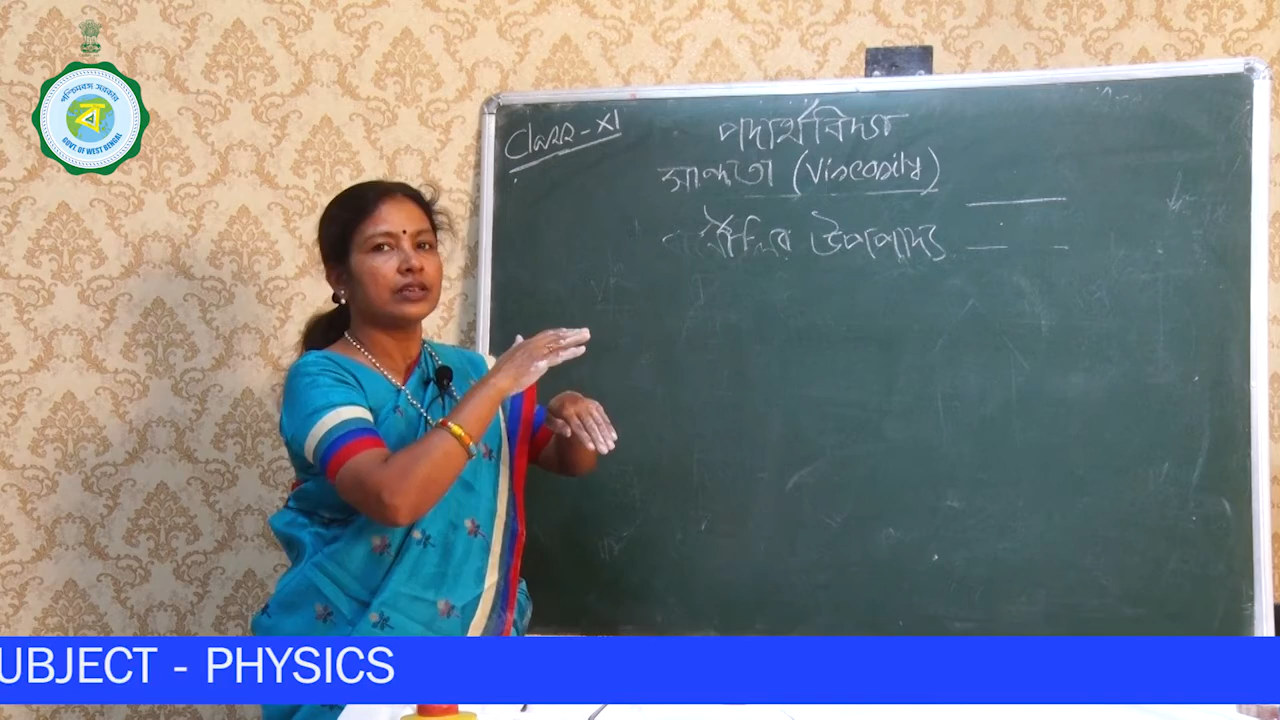 পশ্চিমবঙ্গ সরকার
ব
GOVT. OF WEST BENGAL
Class - XI
পদার্থবিদ্যা
সান্দ্রতা (Viscosity)
উপপাদ্য
UBJECT - PHYSICS